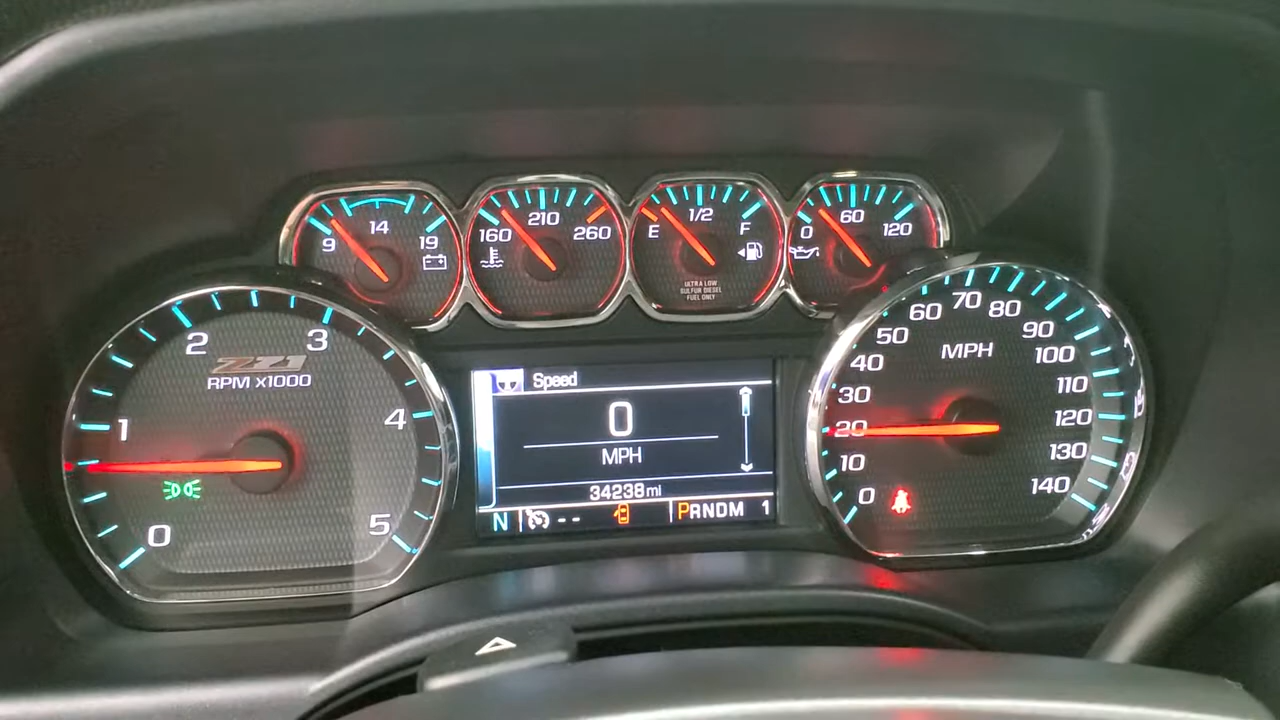 9 14 19
160 210 260
E 1/2 F
ULTRA LOW
SULFUR DIESEL
FUEL ONLY
0 60 120
0 1 2 3 4 5
Z71
RPM X1000
Speed
0
MPH
34238mi
N -- PRNDM 1
0 10 20 30 40 50 60 70 80 90 100 110 120 130 140
MPH